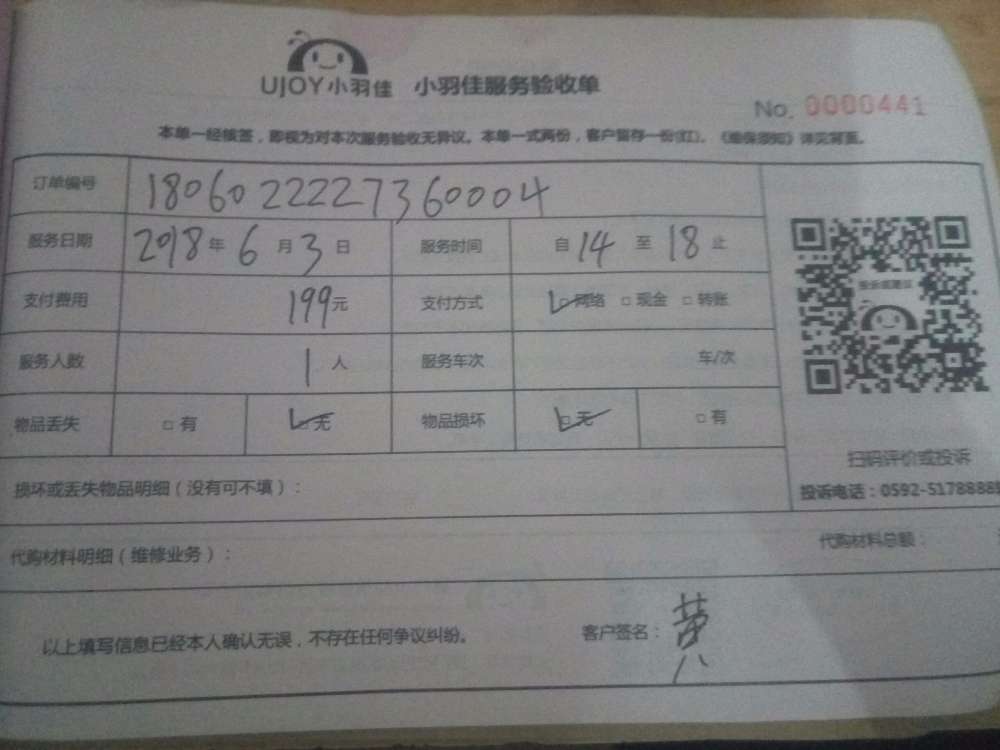 UJOY小羽佳 小羽佳服务验收单
No. 0000441
本单一经核签，即视为对本次服务验收无异议。本单一式两份，客户留存一份(红)。《维保须知》详见背面。
订单编号 1806022227360004
服务日期 2018年6月3日 服务时间 自14至18止
支付费用 199元 支付方式 网络 □现金 □转账
服务人数 1人 服务车次 车/次
物品丢失 □有 无 物品损坏 □无 □有
扫码评价或投诉
损坏或丢失物品明细（没有可不填）：
投诉电话：0592-5178888
代购材料明细（维修业务）： 代购材料总额：
以上填写信息已经本人确认无误，不存在任何争议纠纷。 客户签名：